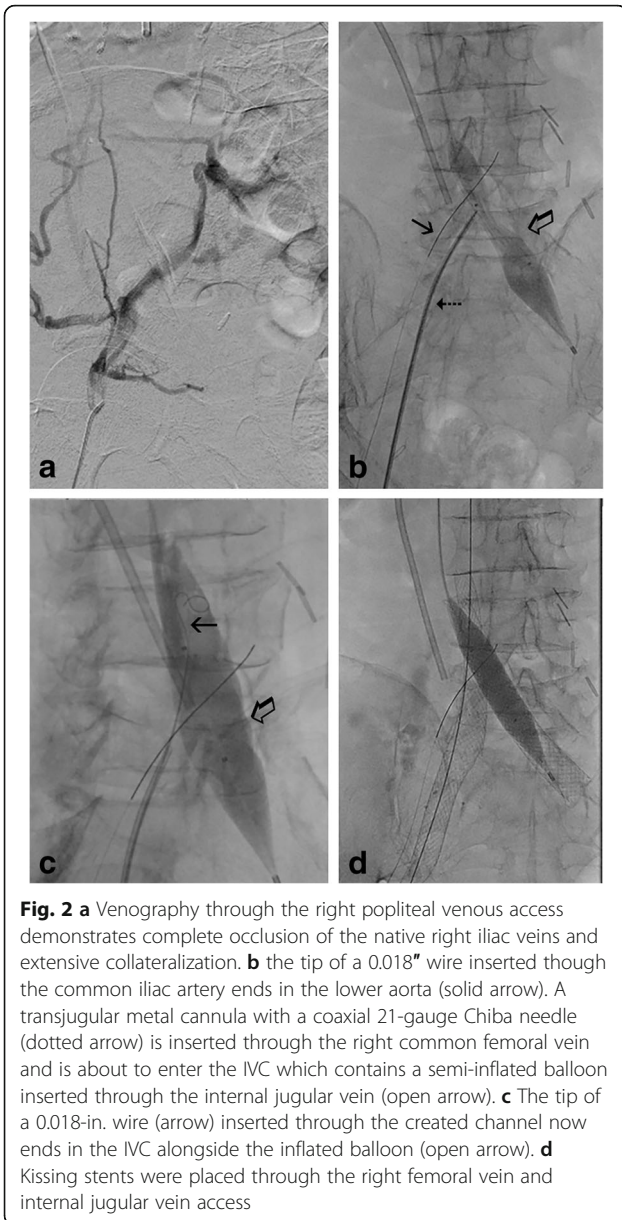 a
b
c
d
Fig. 2 a Venography through the right popliteal venous access
demonstrates complete occlusion of the native right iliac veins and
extensive collateralization. b the tip of a 0.018" wire inserted though
the common iliac artery ends in the lower aorta (solid arrow). A
transjugular metal cannula with a coaxial 21-gauge Chiba needle
(dotted arrow) is inserted through the right common femoral vein
and is about to enter the IVC which contains a semi-inflated balloon
inserted through the internal jugular vein (open arrow). c The tip of
a 0.018-in. wire (arrow) inserted through the created channel now
ends in the IVC alongside the inflated balloon (open arrow). d
Kissing stents were placed through the right femoral vein and
internal jugular vein access